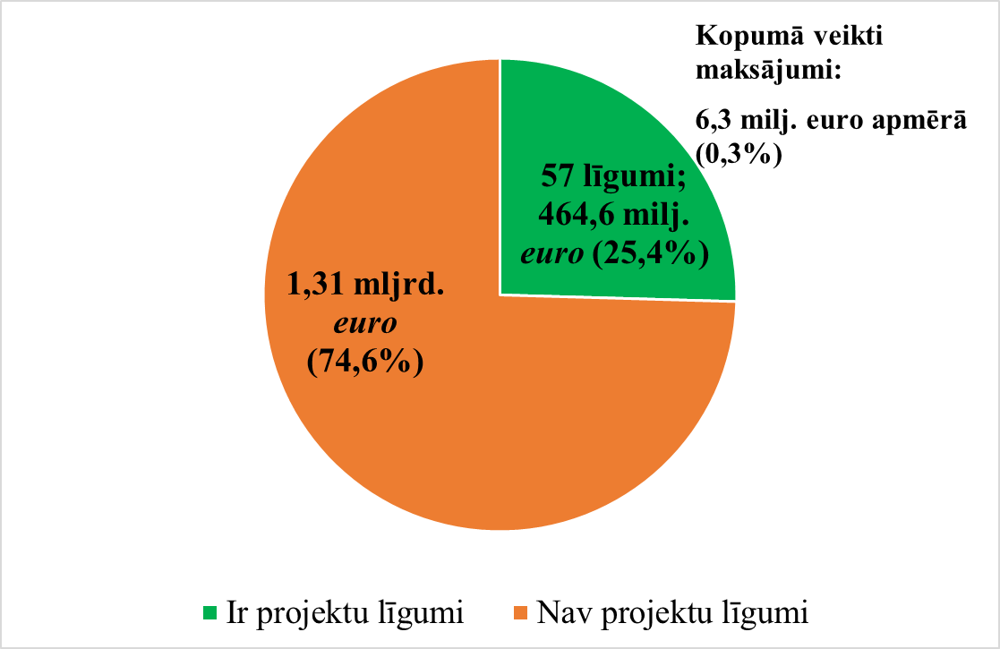 Kopumā veikti
maksājumi:
6,3 milj. euro apmērā
(0,3%)
57 līgumi;
464,6 milj.
euro (25,4%)
1,31 mljrd.
euro
(74,6%)
Ir projektu līgumi
Nav projektu līgumi